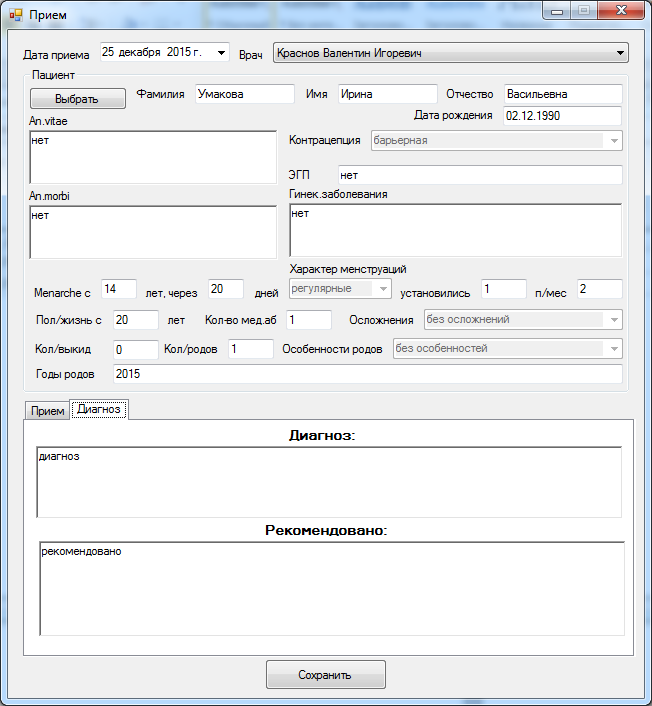 Прием
Дата приема 25 декабря 2015 г. Врач Краснов Валентин Игоревич
Пациент
Выбрать Фамилия Умакова Имя Ирина Отчество Васильевна
Дата рождения 02.12.1990
An.vitae
нет
Контрацепция барьерная
ЭГП нет
An.morbi
нет
Гинек.заболевания
нет
Характер менструаций
Menarche с 14 лет, через 20 дней регулярные установились 1 п/мес 2
Пол/жизнь с 20 лет Кол-во мед.аб 1 Осложнения без осложнений
Кол/выкид 0 Кол/родов 1 Особенности родов без особенностей
Годы родов 2015
Прием Диагноз
Диагноз:
диагноз
Рекомендовано:
рекомендовано
Сохранить